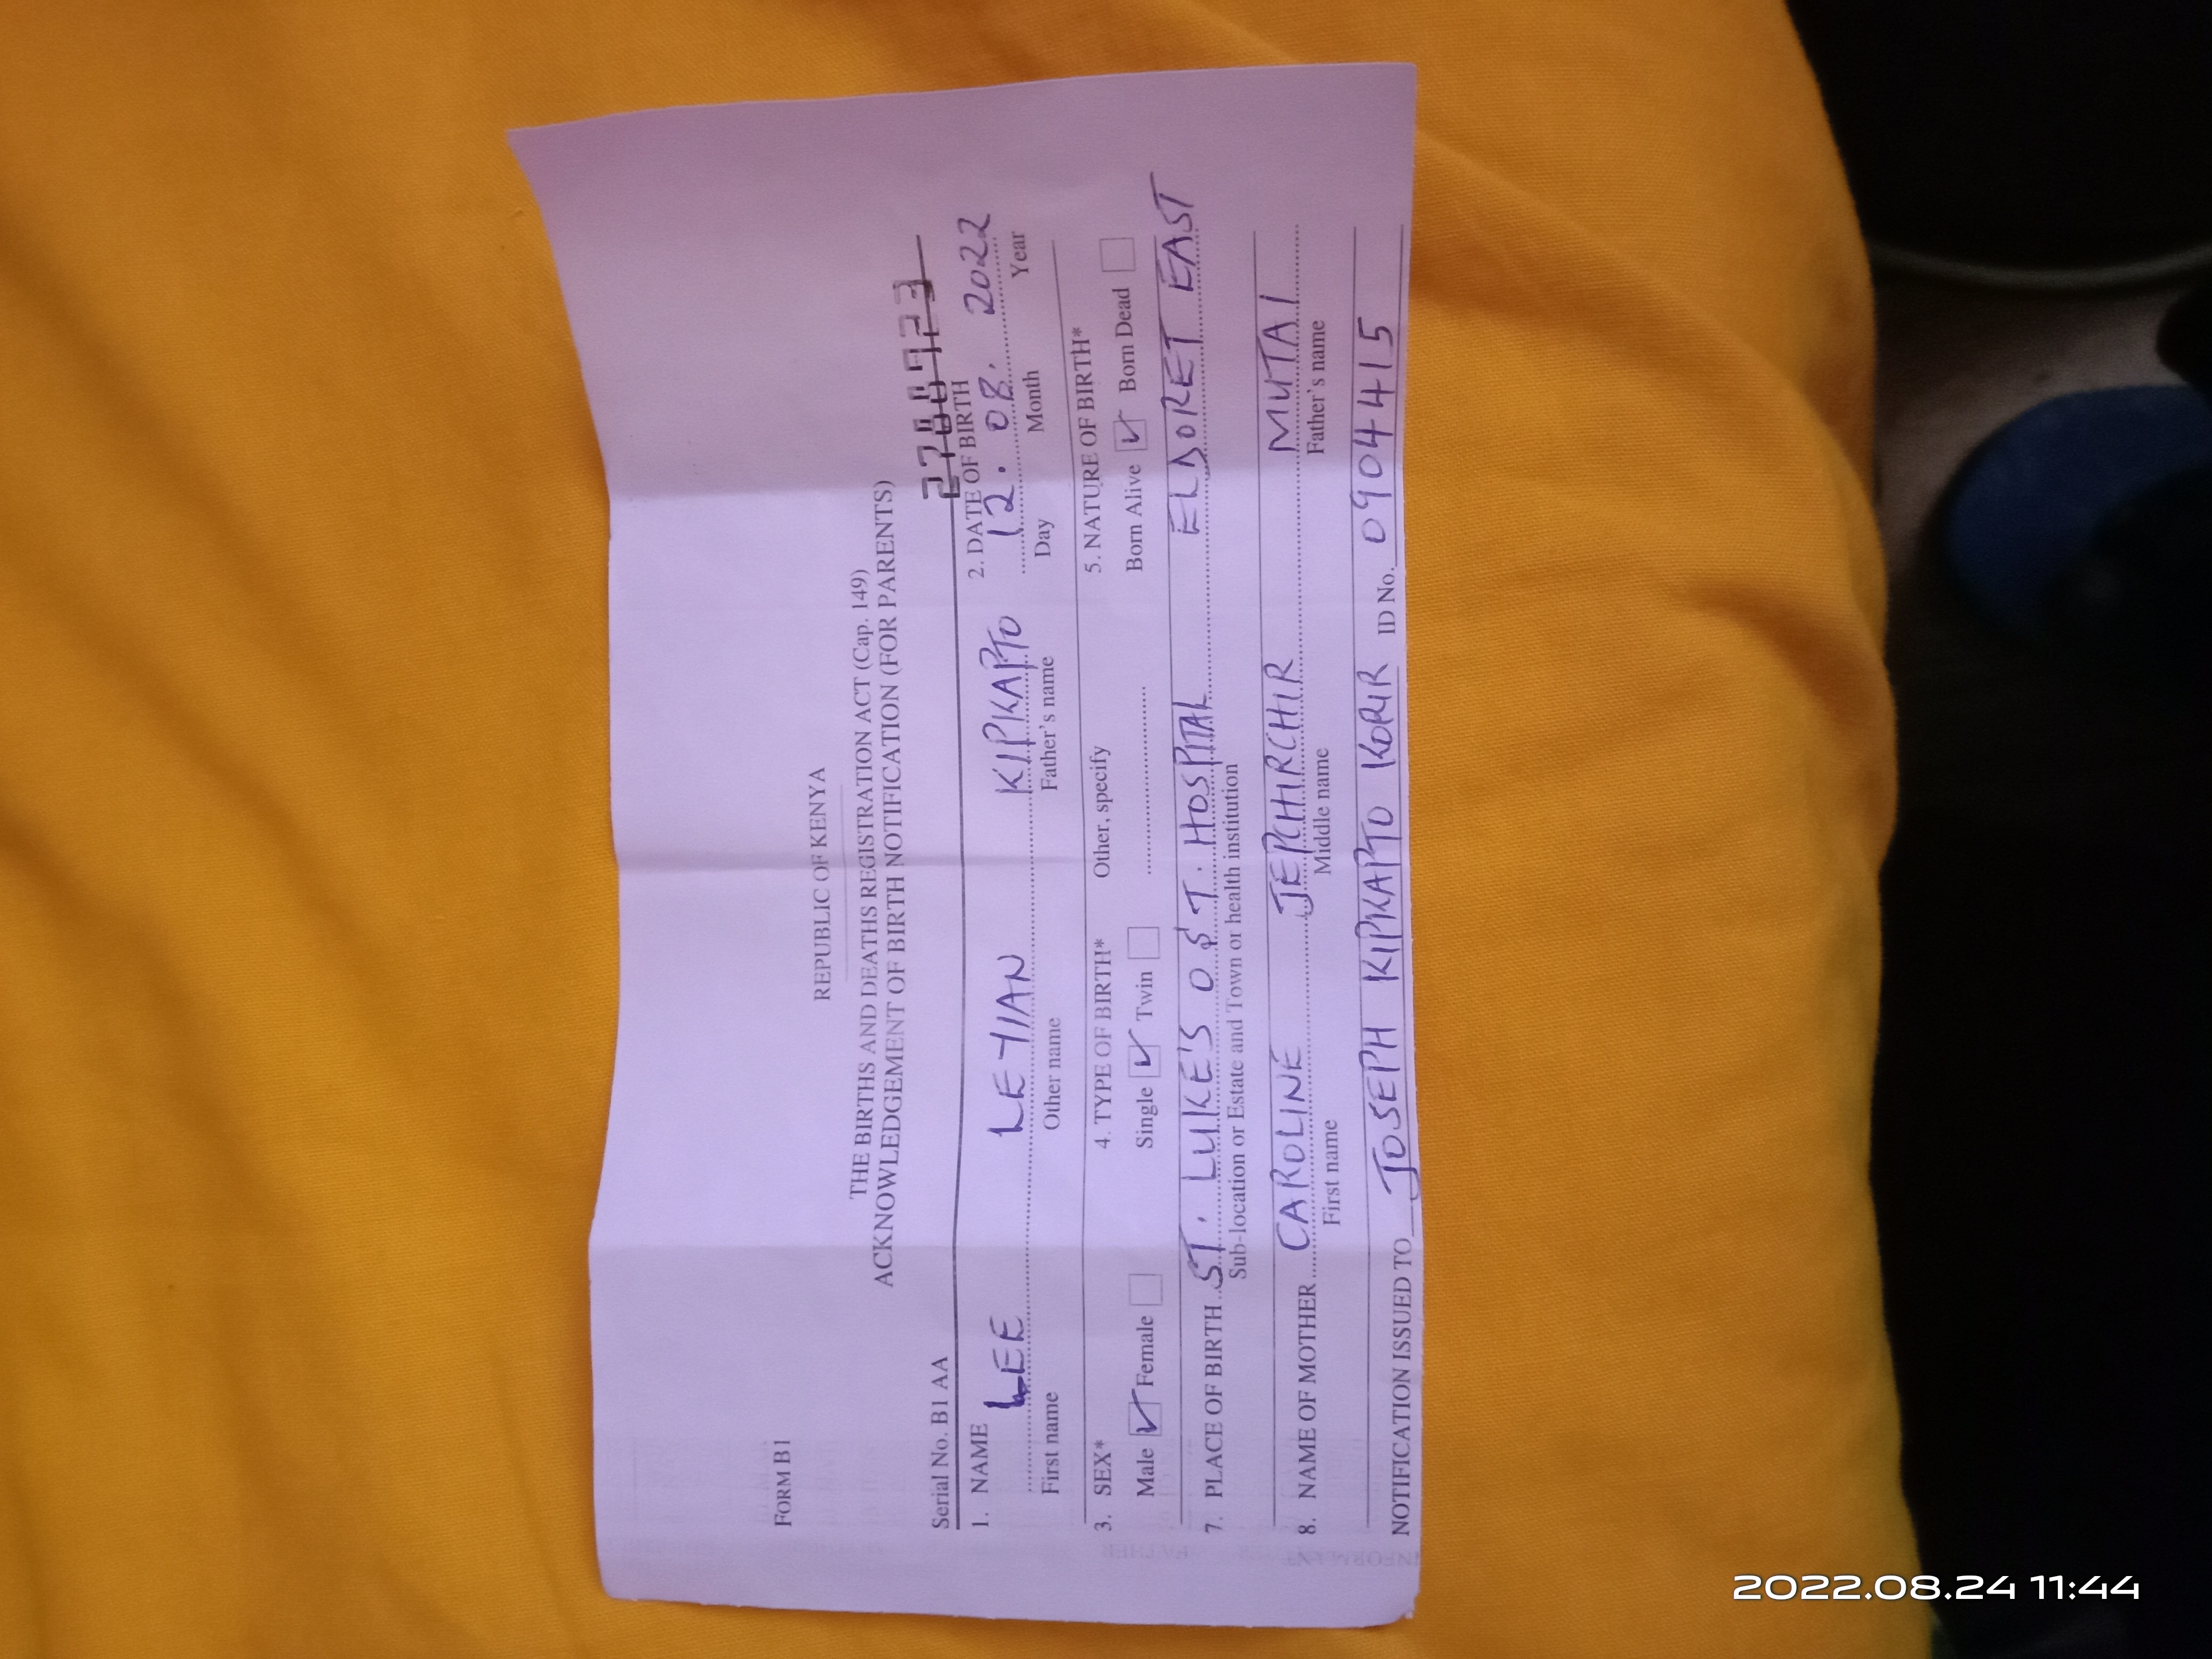 REPUBLIC OF KENYA
THE BIRTHS AND DEATHS REGISTRATION ACT (Cap. 149)
ACKNOWLEDGEMENT OF BIRTH NOTIFICATION (FOR PARENTS)
FORM B1
Serial No. B1 AA
1. NAME LEE LEYIAN KIPKAPTO
First name Other name Father's name
2. DATE OF BIRTH
12. 08. 2022
Day Month Year
3. SEX* 4. TYPE OF BIRTH* Other, specify 5. NATURE OF BIRTH*
Male ✓ Female Single ✓ Twin Born Alive ✓ Born Dead
7. PLACE OF BIRTH ST. LUKE'S O & T. HOSPITAL ELDORET EAST
Sub-location or Estate and Town or health institution
8. NAME OF MOTHER CAROLINE JEPCHIRCHIR MUTAI
First name Middle name Father's name
NOTIFICATION ISSUED TO JOSEPH KIPKAPTO KORIR ID No. 0904415
2022.08.24 11:44